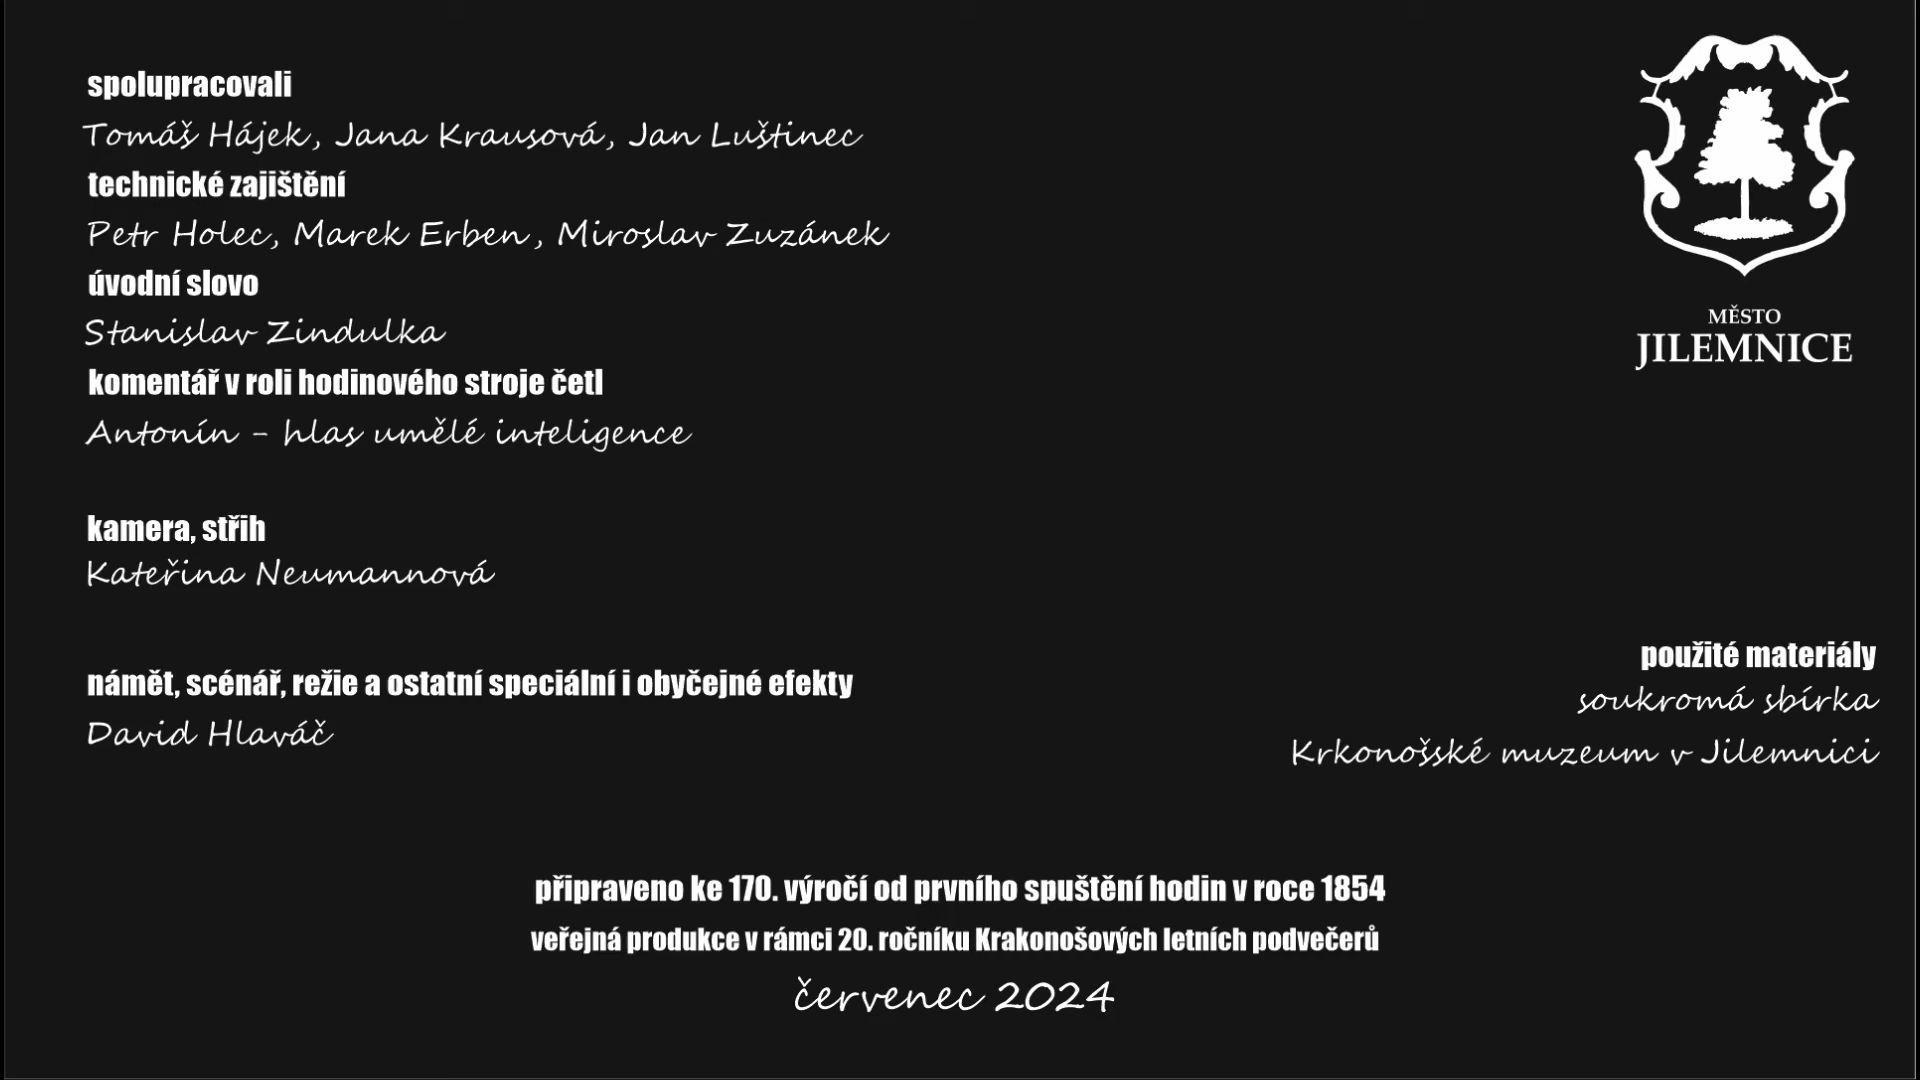 spolupracovali
Tomáš Hájek, Jana Krausová, Jan Luštinec
technické zajištění
Petr Holec, Marek Erben, Miroslav Zuzánek
úvodní slovo
Stanislav Zindulka
komentář v roli hodinového stroje četl
Antonín - hlas umělé inteligence
kamera, střih
Kateřina Neumannová
námět, scénář, režie a ostatní speciální i obyčejné efekty
David Hlaváč
MĚSTO
JILEMNICE
použité materiály
soukromá sbírka
Krkonošské muzeum v Jilemnici
připraveno ke 170. výročí od prvního spuštění hodin v roce 1854
veřejná produkce v rámci 20. ročníku Krakonošových letních podvečerů
červenec 2024